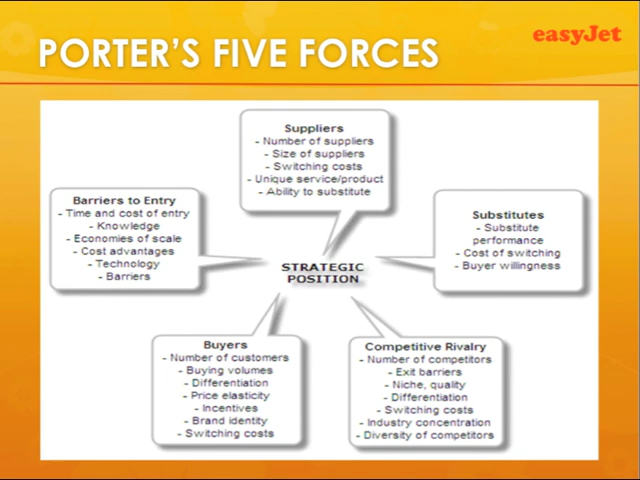 PORTER'S FIVE FORCES
easyJet
Suppliers
- Number of suppliers
- Size of suppliers
- Switching costs
- Unique service/product
- Ability to substitute
Barriers to Entry
- Time and cost of entry
- Knowledge
- Economies of scale
- Cost advantages
- Technology
- Barriers
Substitutes
- Substitute
performance
- Cost of switching
- Buyer willingness
STRATEGIC
POSITION
Buyers
- Number of customers
- Buying volumes
- Differentiation
- Price elasticity
- Incentives
- Brand identity
- Switching costs
Competitive Rivalry
- Number of competitors
- Exit barriers
- Niche, quality
- Differentiation
- Switching costs
- Industry concentration
- Diversity of competitors